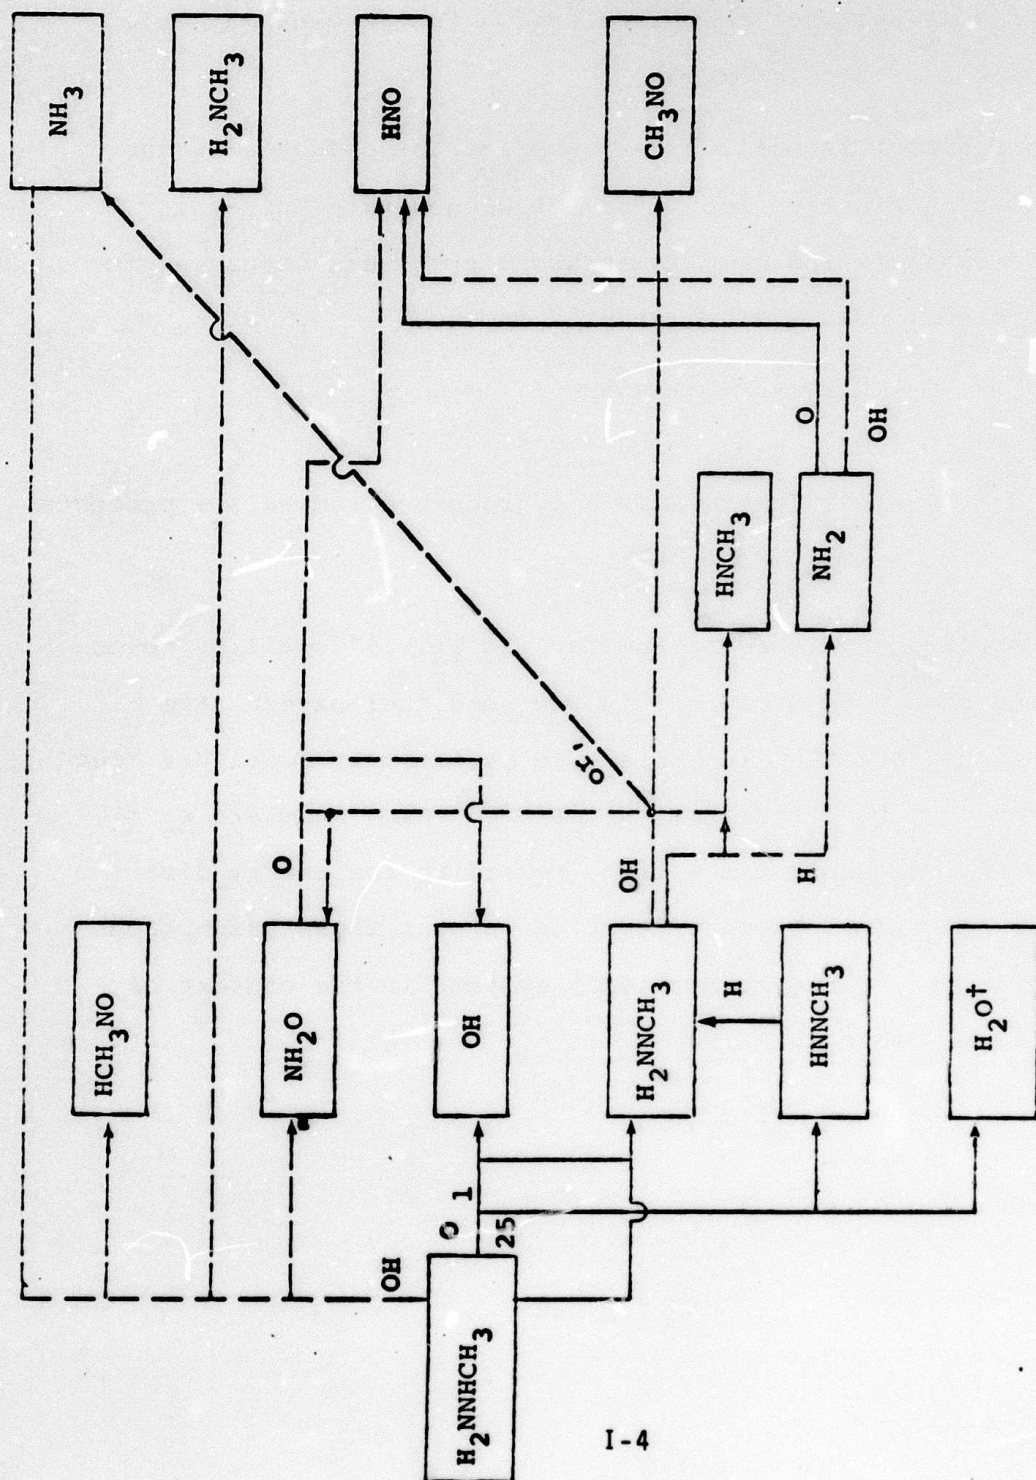 NH3
H2NCH3
HNO
CH3NO
O
OH
HNCH3
NH2
or,
O
OH
H
HCH3NO
NH2O
OH
H2NNCH3
H
HNNCH3
H2O†
OH
O
1
25
H2NNHCH3
I-4